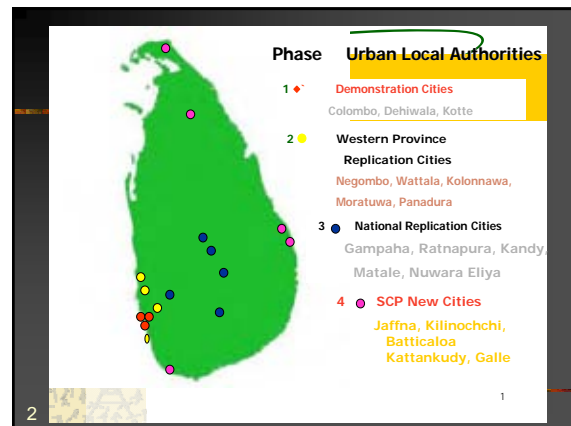 Phase Urban Local Authorities
1 Demonstration Cities
Colombo, Dehiwala, Kotte
2 Western Province
Replication Cities
Negombo, Wattala, Kolonnawa,
Moratuwa, Panadura
3 National Replication Cities
Gampaha, Ratnapura, Kandy,
Matale, Nuwara Eliya
4 SCP New Cities
Jaffna, Kilinochchi,
Batticaloa
Kattankudy, Galle
1
2